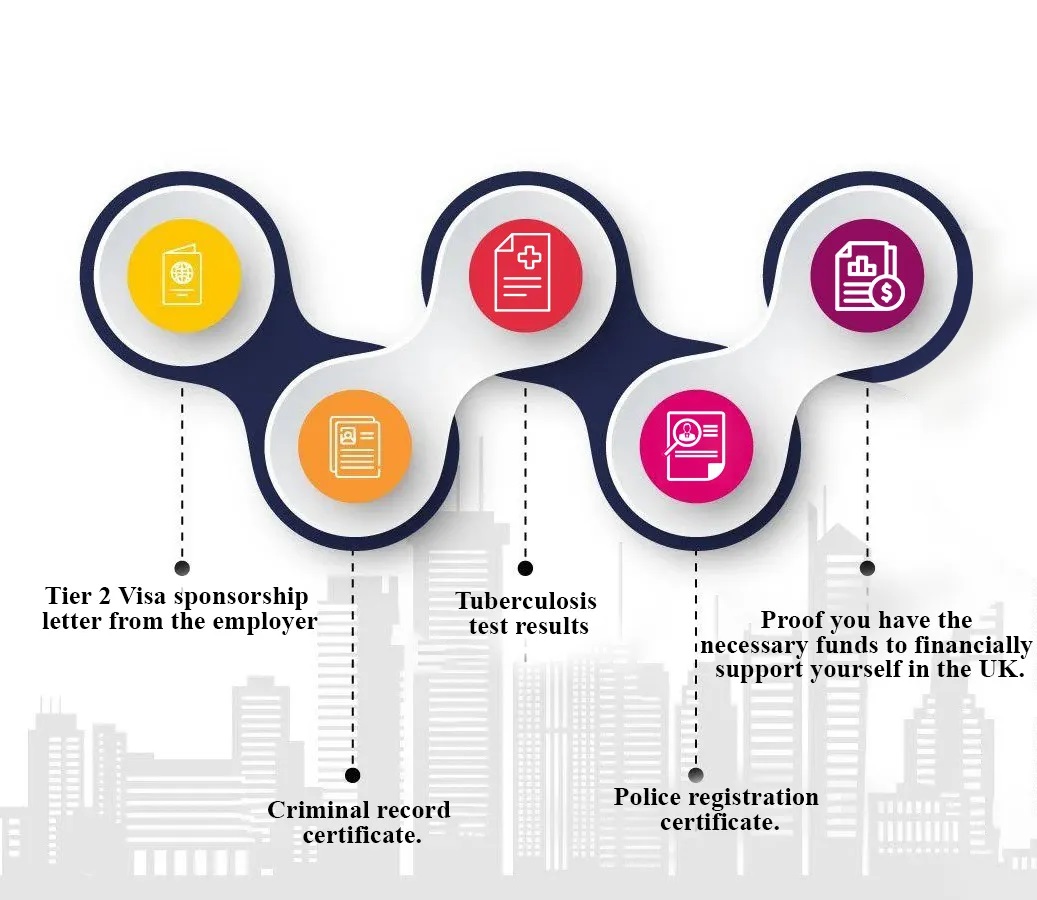 Tier 2 Visa sponsorship
letter from the employer
Criminal record
certificate.
Tuberculosis
test results
Police registration
certificate.
Proof you have the
necessary funds to financially
support yourself in the UK.
$